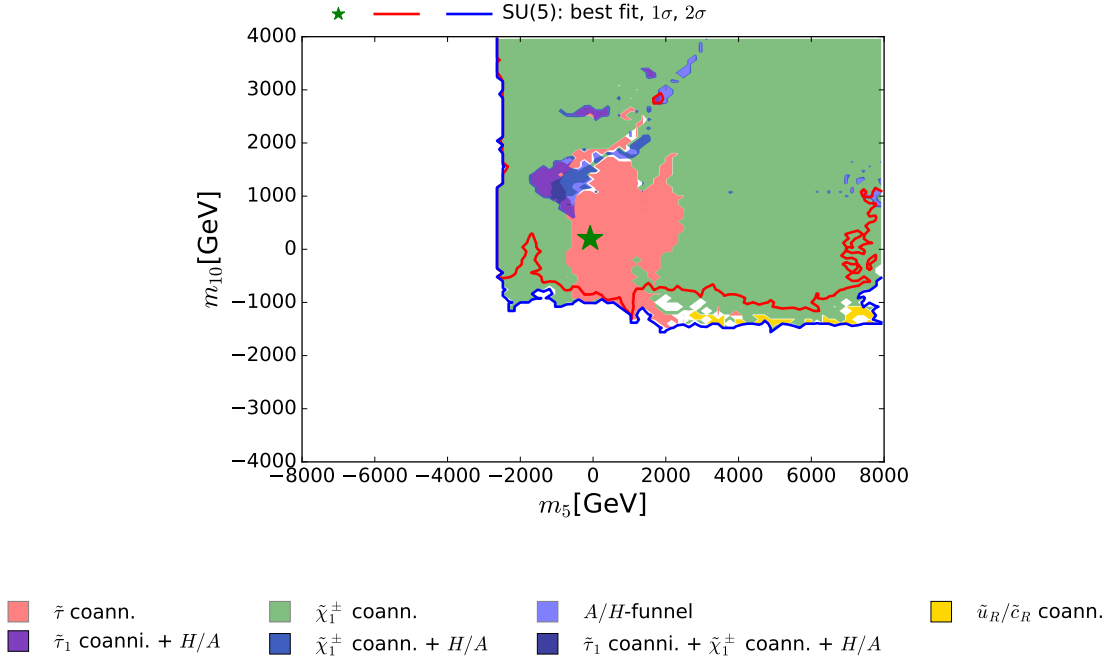 SU(5): best fit, 1σ, 2σ
4000
3000
2000
1000
0
−1000
−2000
−3000
−4000
m₁₀[GeV]
−8000 −6000 −4000 −2000 0 2000 4000 6000 8000
m₅[GeV]
τ̃ coann. χ̃₁± coann. A/H-funnel ũ_R/c̃_R coann.
τ̃₁ coanni. + H/A χ̃₁± coann. + H/A τ̃₁ coanni. + χ̃₁± coann. + H/A